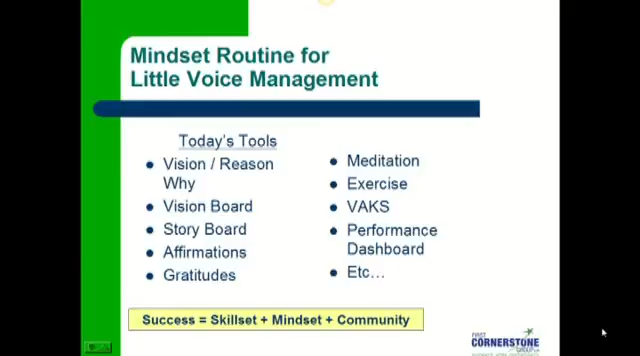 Mindset Routine for
Little Voice Management
Today's Tools
Vision / Reason
Why
Vision Board
Story Board
Affirmations
Gratitudes
Meditation
Exercise
VAKS
Performance
Dashboard
Etc...
Success = Skillset + Mindset + Community
FIRST
CORNERSTONE
GROUP